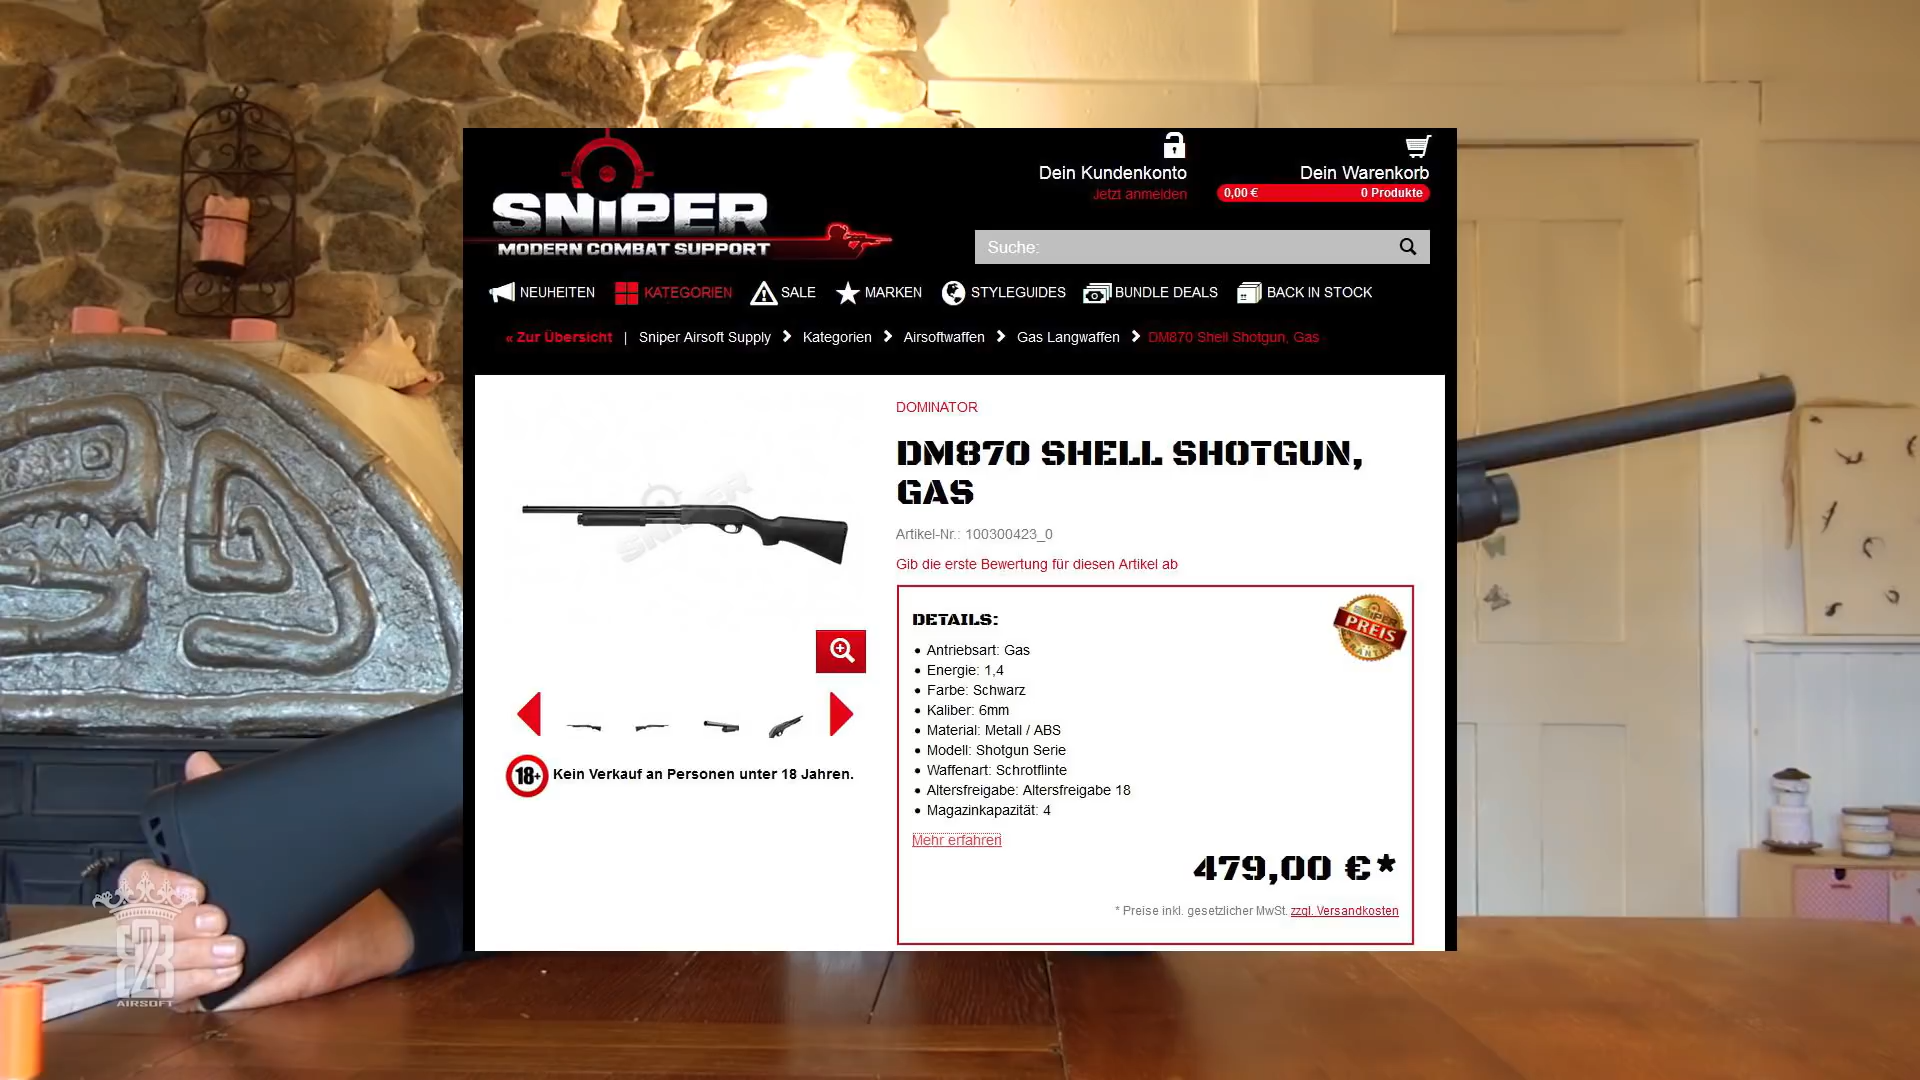 SNIPER
MODERN COMBAT SUPPORT
Dein Kundenkonto
Jetzt anmelden
Dein Warenkorb
0,00 € 0 Produkte
Suche:
NEUHEITEN KATEGORIEN SALE MARKEN STYLEGUIDES BUNDLE DEALS BACK IN STOCK
« Zur Übersicht | Sniper Airsoft Supply Kategorien Airsoftwaffen Gas Langwaffen DM870 Shell Shotgun, Gas
SNIPER
18+ Kein Verkauf an Personen unter 18 Jahren.
DOMINATOR
DM870 SHELL SHOTGUN,
GAS
Artikel-Nr.: 100300423_0
Gib die erste Bewertung für diesen Artikel ab
DETAILS:
SNIPER
PREIS
• Antriebsart: Gas
• Energie: 1,4
• Farbe: Schwarz
• Kaliber: 6mm
• Material: Metall / ABS
• Modell: Shotgun Serie
• Waffenart: Schrotflinte
• Altersfreigabe: Altersfreigabe 18
• Magazinkapazität: 4
Mehr erfahren
479,00 €*
* Preise inkl. gesetzlicher MwSt. zzgl. Versandkosten
AIRSOFT